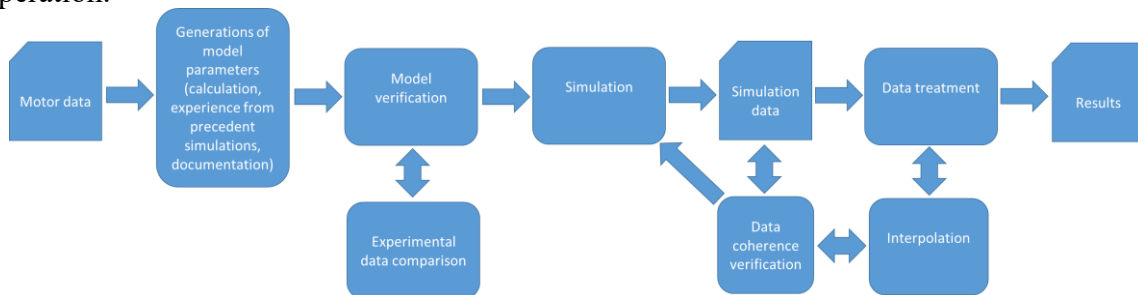 peration.
Motor data
Generations of
model
parameters
(calculation,
experience from
precedent
simulations,
documentation)
Model
verification
Simulation
Simulation
data
Data treatment
Results
Experimental
data comparison
Data
coherence
verification
Interpolation